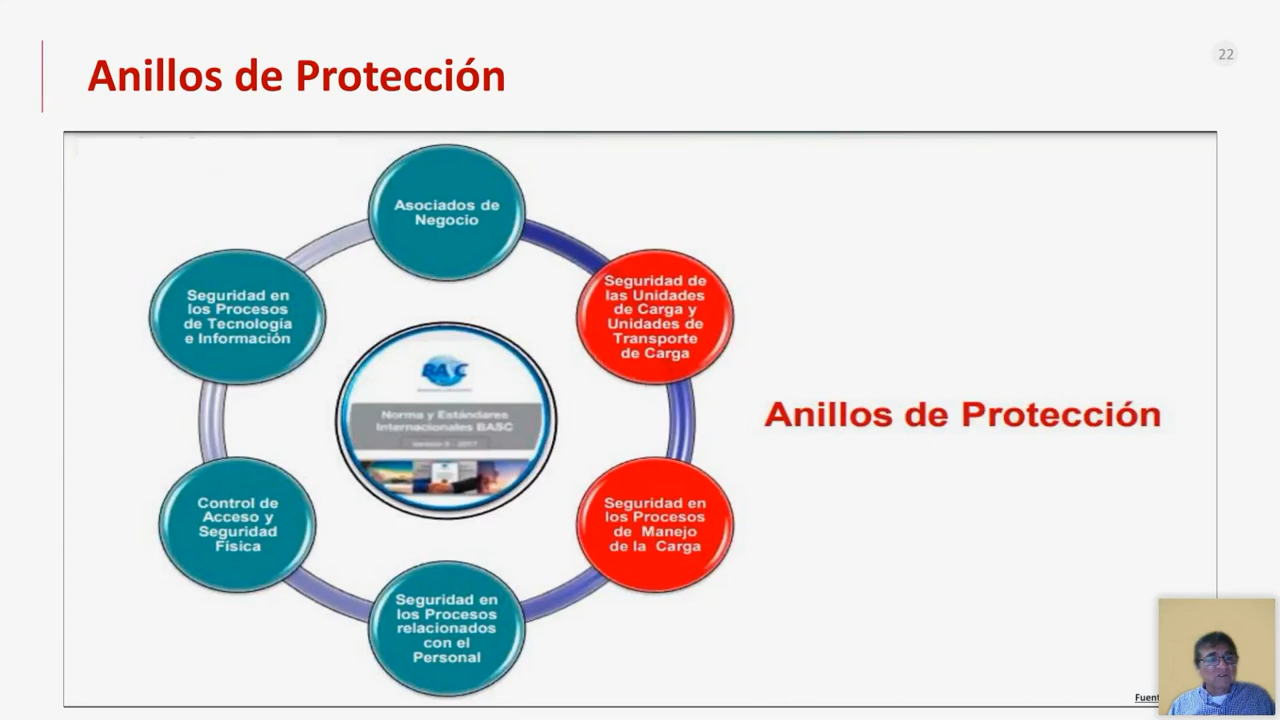 Anillos de Protección
22
Asociados de
Negocio
Seguridad de
las Unidades
de Carga y
Unidades de
Transporte
de Carga
Seguridad en
los Procesos
de Manejo
de la Carga
Seguridad en
los Procesos
relacionados
con el
Personal
Control de
Acceso y
Seguridad
Física
Seguridad en
los Procesos
de Tecnología
e Información
BASC
Norma y Estándares
Internacionales BASC
Anillos de Protección
Fuent